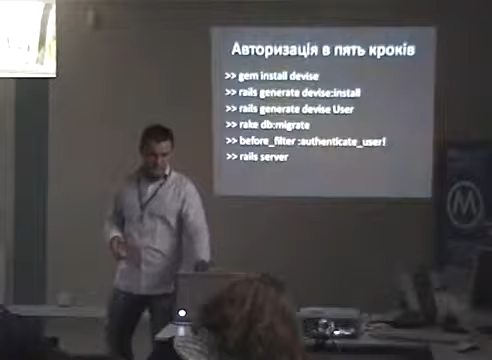 Авторизація в пять кроків
>> gem install devise
>> rails generate devise:install
>> rails generate devise User
>> rake db:migrate
>> before_filter :authenticate_user!
>> rails server
M